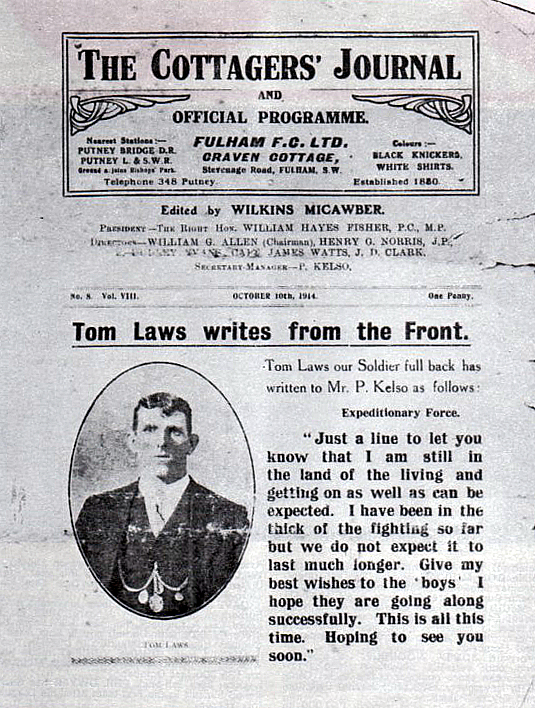 THE COTTAGERS' JOURNAL
AND
OFFICIAL PROGRAMME.
Nearest Stations:—
PUTNEY BRIDGE D.R.
PUTNEY L. & S.W.R.
Ground adjoins Bishops' Park.
FULHAM F.C. LTD.
CRAVEN COTTAGE,
Stevenage Road, FULHAM, S.W.
Colours:—
BLACK KNICKERS,
WHITE SHIRTS.
Telephone 348 Putney.
Established 1880.
Edited by WILKINS MICAWBER.
PRESIDENT—THE RIGHT HON. WILLIAM HAYES FISHER, P.C., M.P.
DIRECTORS—WILLIAM G. ALLEN (Chairman), HENRY G. NORRIS, J.P.,
JAMES WATTS, J. D. CLARK.
SECRETARY-MANAGER—P. KELSO.
No. 8. Vol. VIII.
OCTOBER 10th, 1914.
One Penny.
Tom Laws writes from the Front.
Tom Laws our Soldier full back has
written to Mr. P. Kelso as follows:
Expeditionary Force.
"Just a line to let you
know that I am still in
the land of the living and
getting on as well as can be
expected. I have been in the
thick of the fighting so far
but we do not expect it to
last much longer. Give my
best wishes to the 'boys' I
hope they are going along
successfully. This is all this
time. Hoping to see you
soon."
TOM LAWS